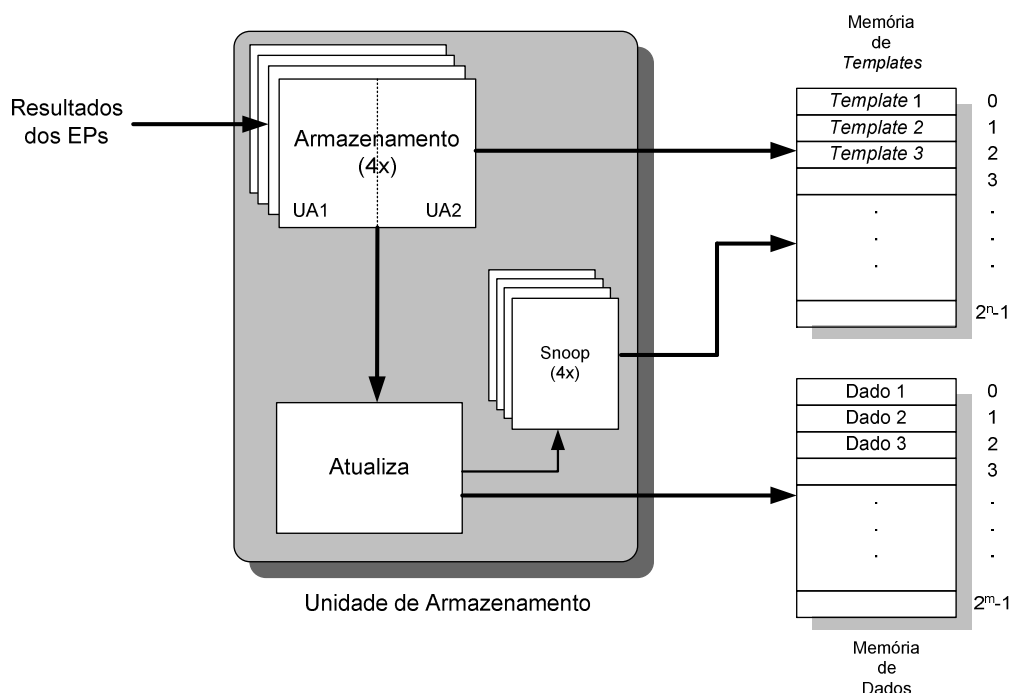 Resultados
dos EPs
Armazenamento
(4x)
UA1
UA2
Snoop
(4x)
Atualiza
Unidade de Armazenamento
Memória
de
Templates
Template 1
0
Template 2
1
Template 3
2
3
.
.
.
.
.
.
2ⁿ-1
Dado 1
0
Dado 2
1
Dado 3
2
3
.
.
.
.
.
.
2ᵐ-1
Memória
de
Dados